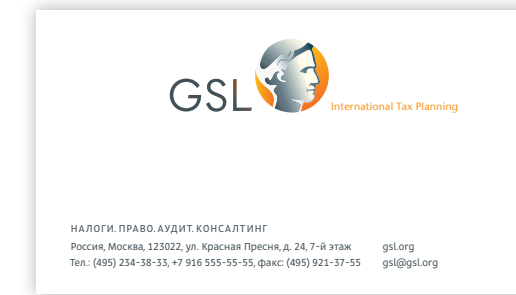 GSL
International Tax Planning
НАЛОГИ. ПРАВО. АУДИТ. КОНСАЛТИНГ
Россия, Москва, 123022, ул. Красная Пресня, д. 24, 7-й этаж gsl.org
Тел.: (495) 234-38-33, +7 916 555-55-55, факс: (495) 921-37-55 gsl@gsl.org